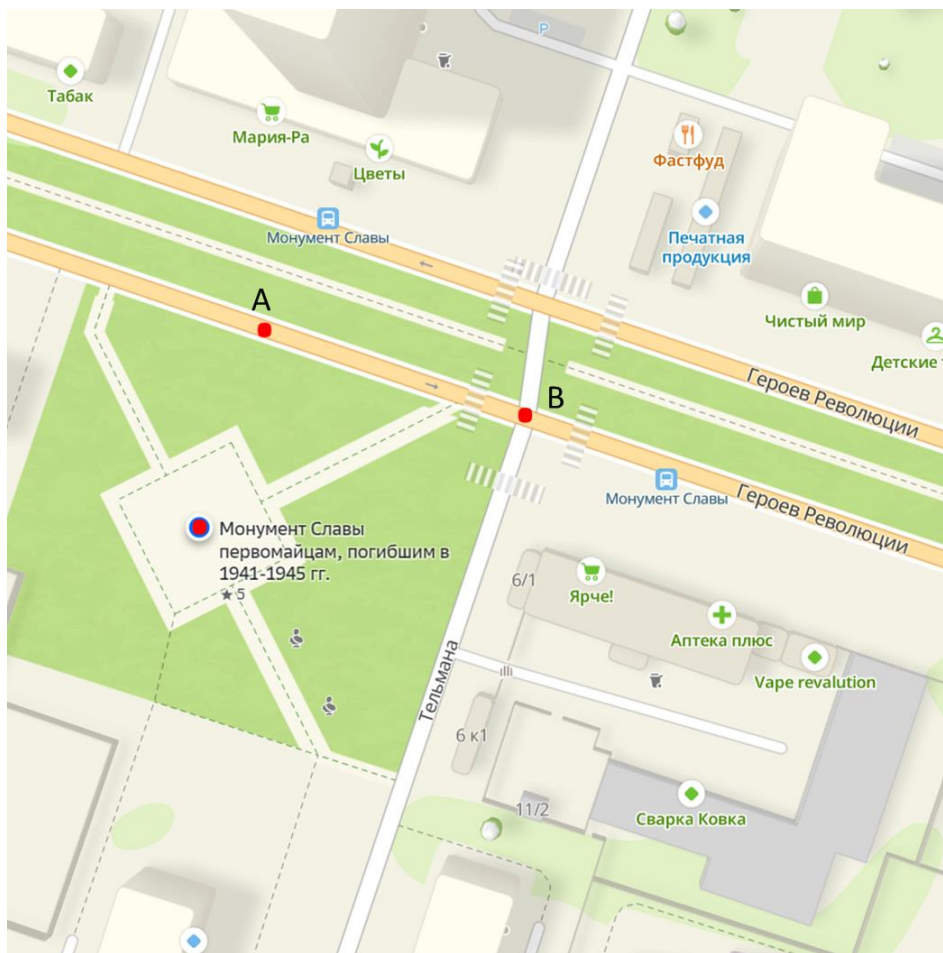 P
Табак
Мария-Ра
Цветы
Фастфуд
Монумент Славы
Печатная
продукция
A
Чистый мир
Детские
Героев Революции
B
Монумент Славы
Героев Революции
Монумент Славы
первомайцам, погибшим в
1941-1945 гг.
★ 5
6/1
Ярче!
Аптека плюс
Тельмана
Vape revalution
6 к1
11/2
Сварка Ковка